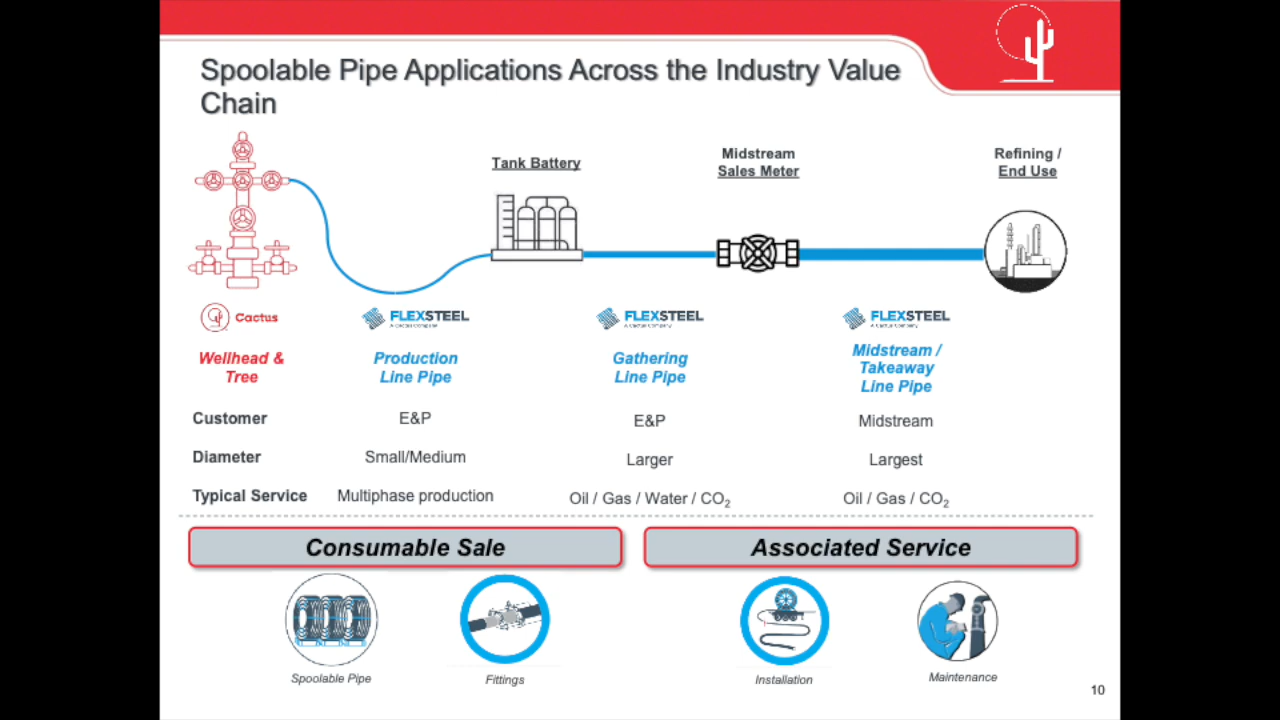 Spoolable Pipe Applications Across the Industry Value
Chain
Tank Battery
Midstream
Sales Meter
Refining /
End Use
Cactus
FLEXSTEEL
A Cactus Company
FLEXSTEEL
A Cactus Company
FLEXSTEEL
A Cactus Company
Wellhead &
Tree
Production
Line Pipe
Gathering
Line Pipe
Midstream /
Takeaway
Line Pipe
Customer
E&P
E&P
Midstream
Diameter
Small/Medium
Larger
Largest
Typical Service
Multiphase production
Oil / Gas / Water / CO2
Oil / Gas / CO2
Consumable Sale
Associated Service
Spoolable Pipe
Fittings
Installation
Maintenance
10